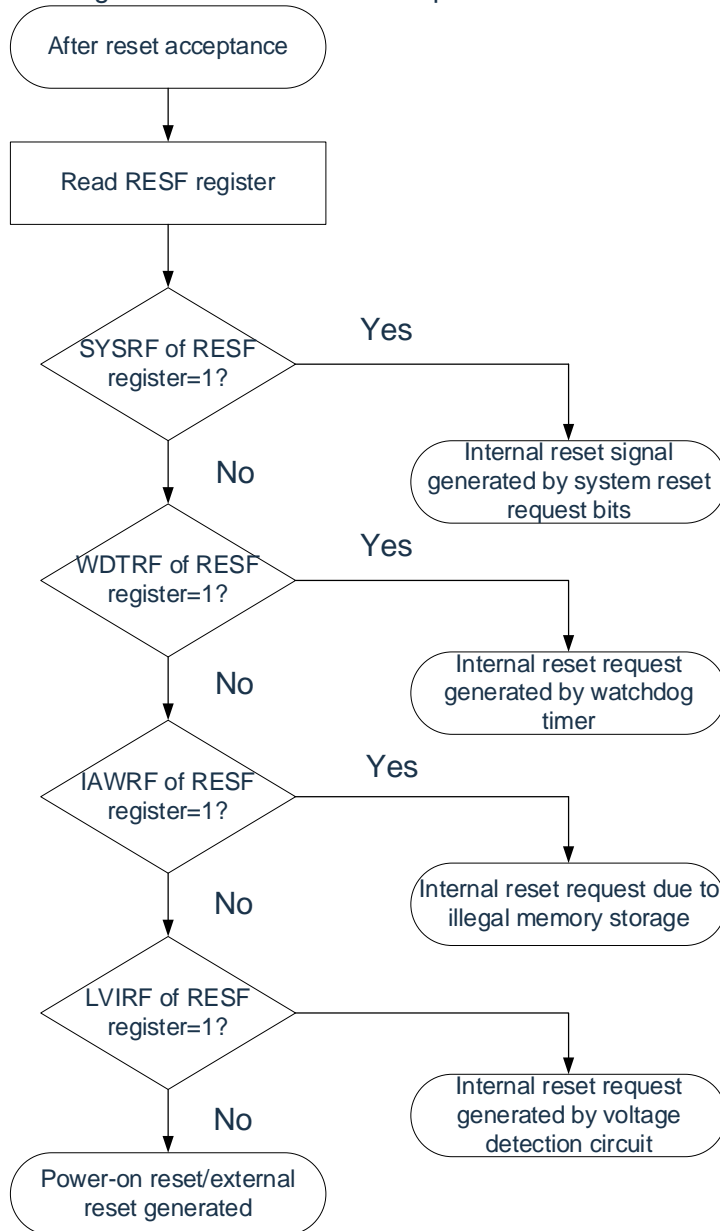 After reset acceptance
Read RESF register
SYSRF of RESF
register=1?
Yes
Internal reset signal
generated by system reset
request bits
No
WDTRF of RESF
register=1?
Yes
Internal reset request
generated by watchdog
timer
No
IAWRF of RESF
register=1?
Yes
Internal reset request due to
illegal memory storage
No
LVIRF of RESF
register=1?
Internal reset request
generated by voltage
detection circuit
No
Power-on reset/external
reset generated